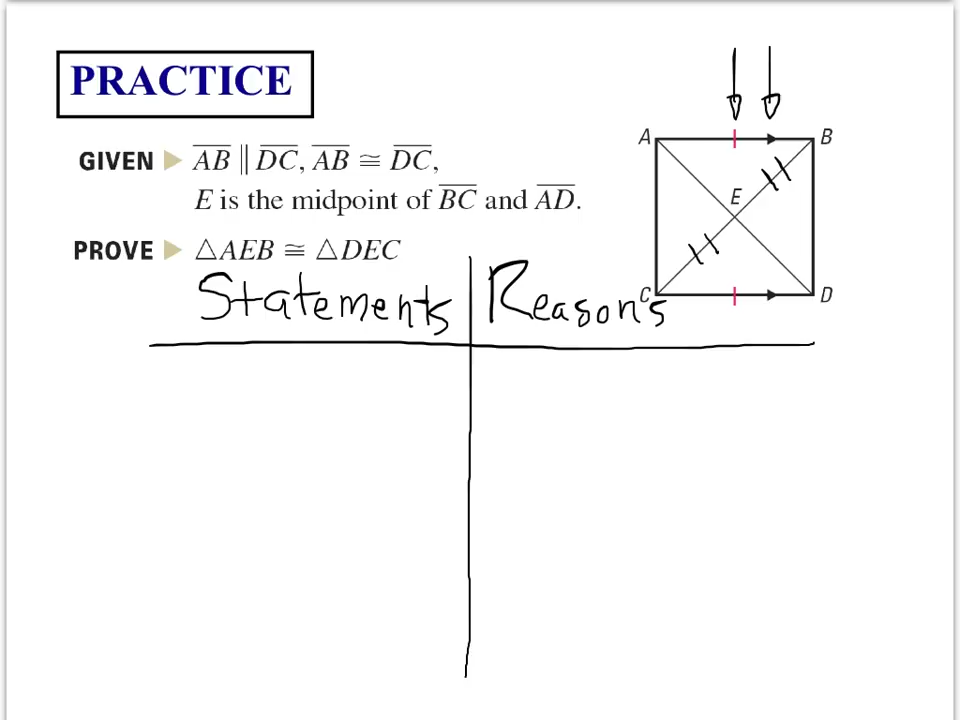 PRACTICE
GIVEN ▶ AB ∥ DC, AB ≅ DC,
E is the midpoint of BC and AD.
PROVE ▶ △AEB ≅ △DEC
A
B
E
C
D
Statements
Reasons